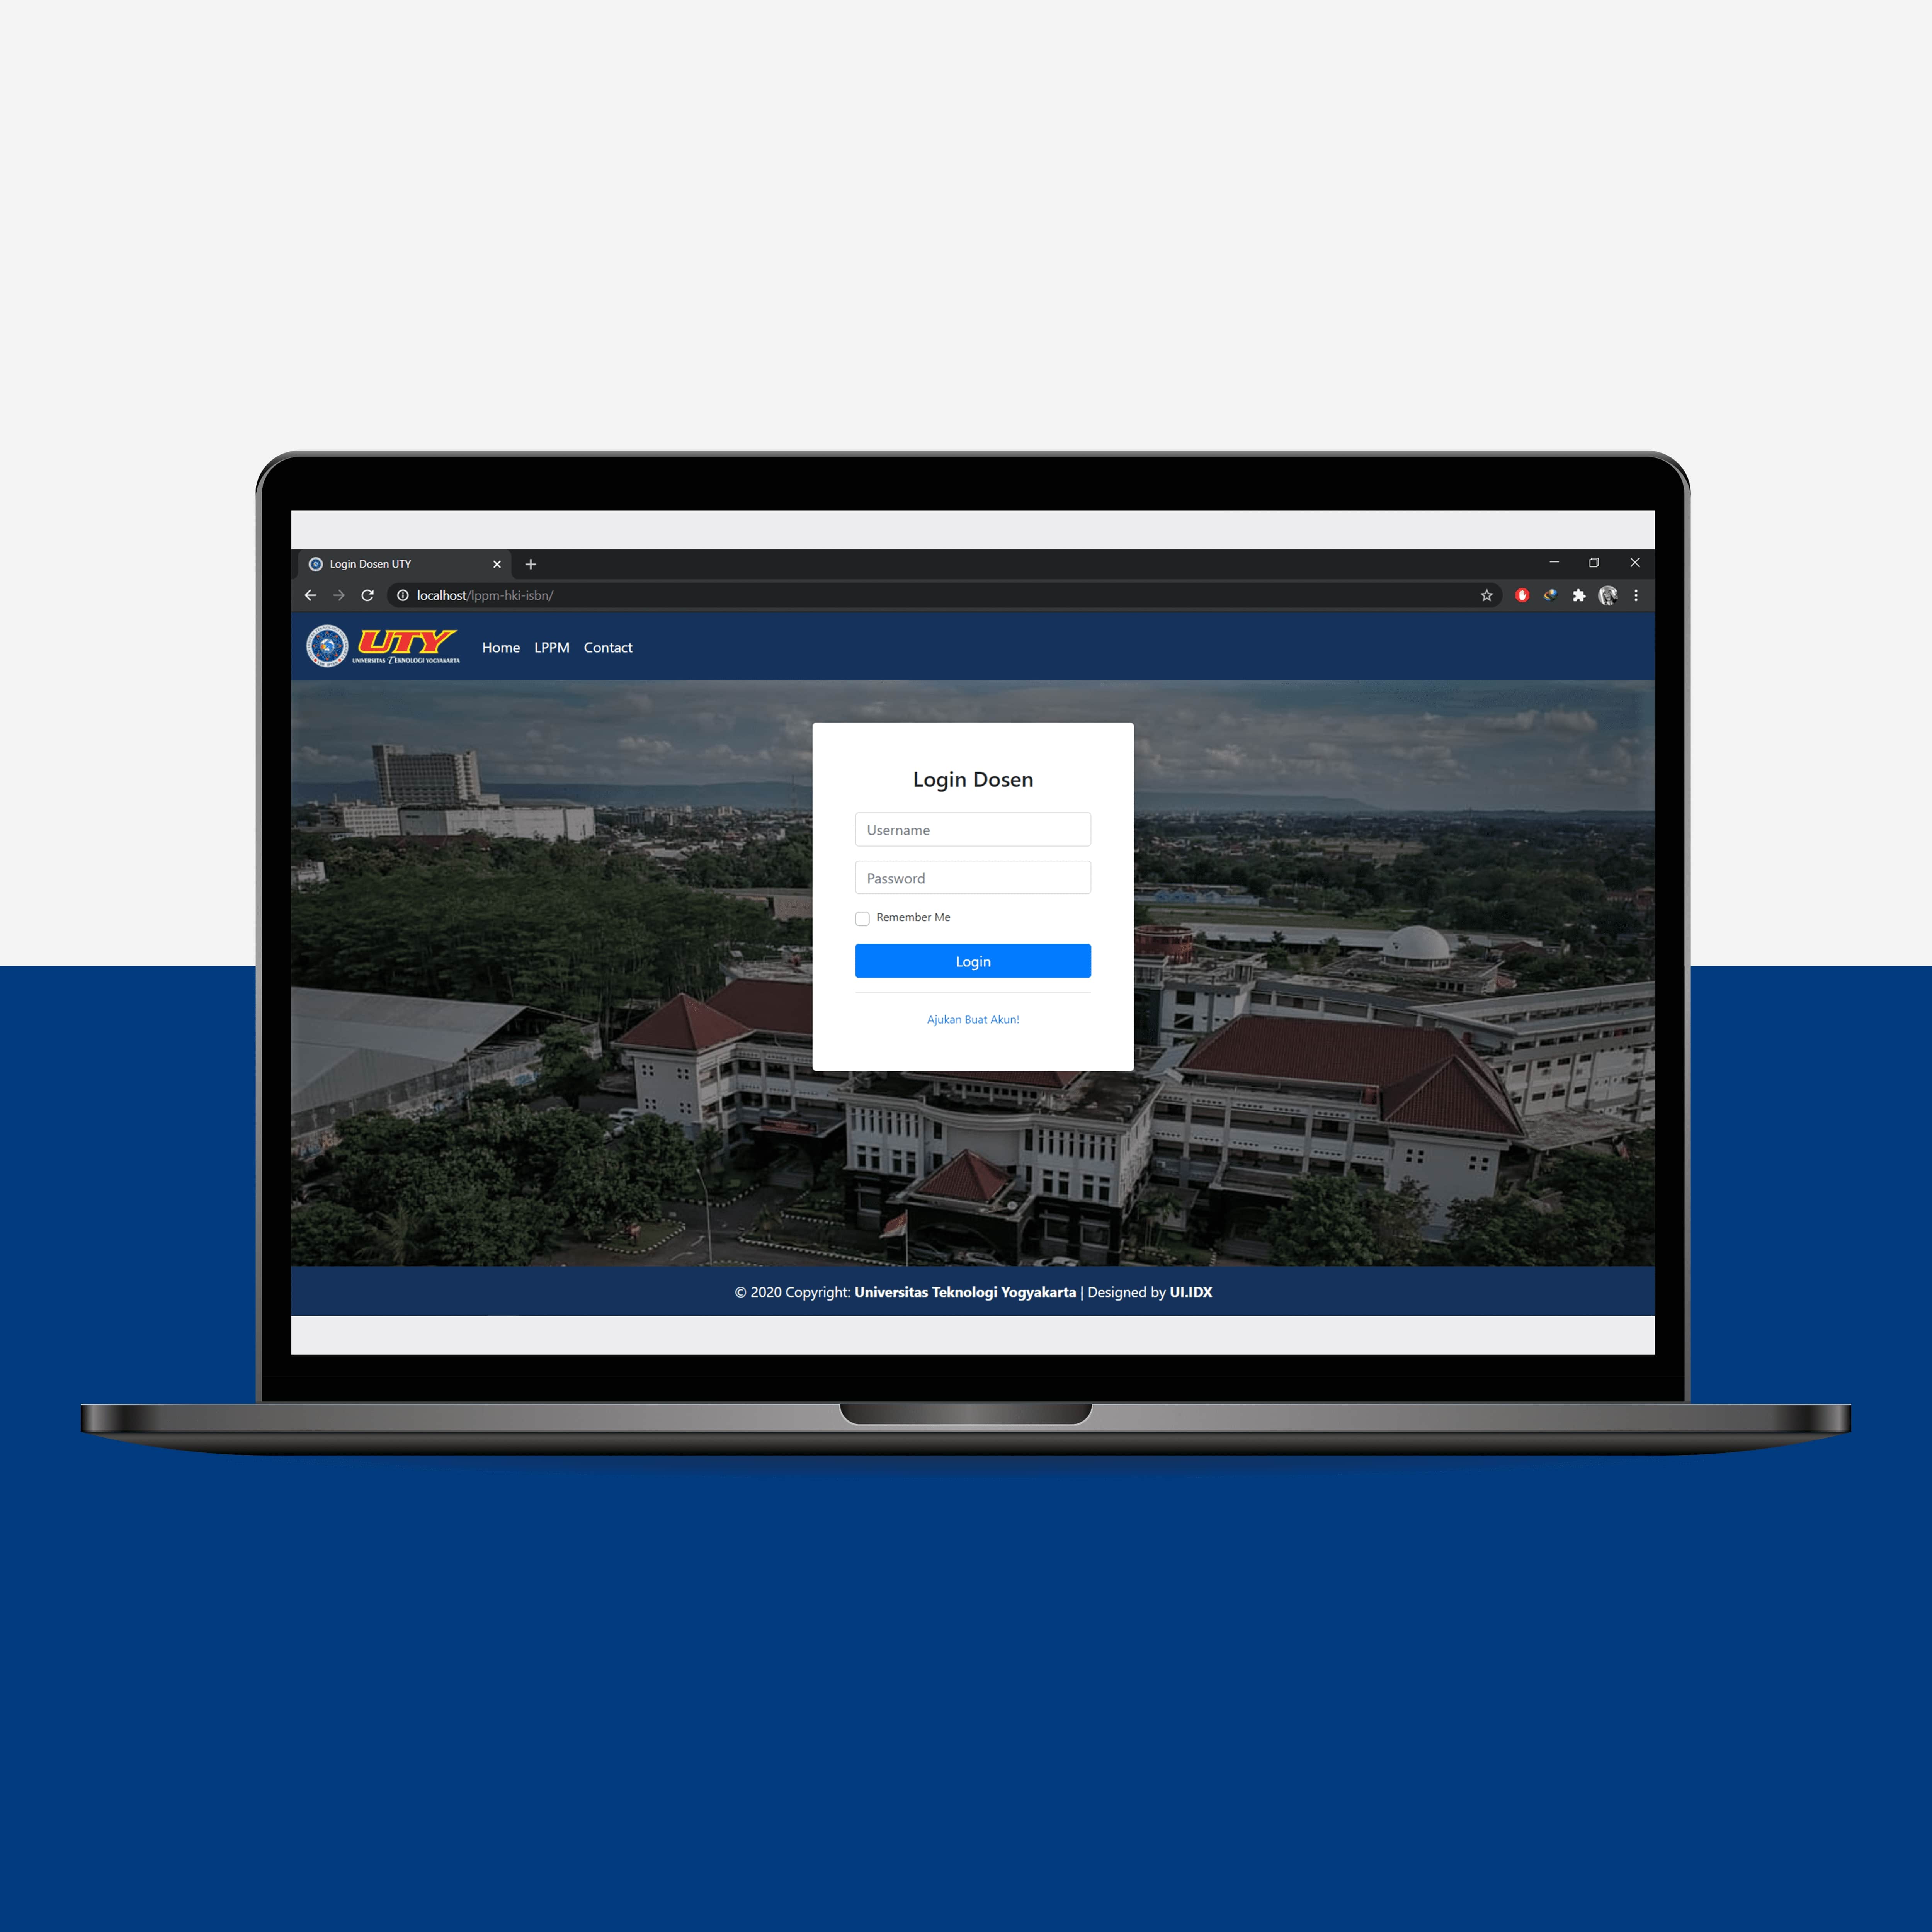 Login Dosen UTY
localhost/lppm-hki-isbn/
UTY
UNIVERSITAS TEKNOLOGI YOGYAKARTA
Home LPPM Contact
Login Dosen
Username
Password
Remember Me
Login
Ajukan Buat Akun!
© 2020 Copyright: Universitas Teknologi Yogyakarta | Designed by UI.IDX